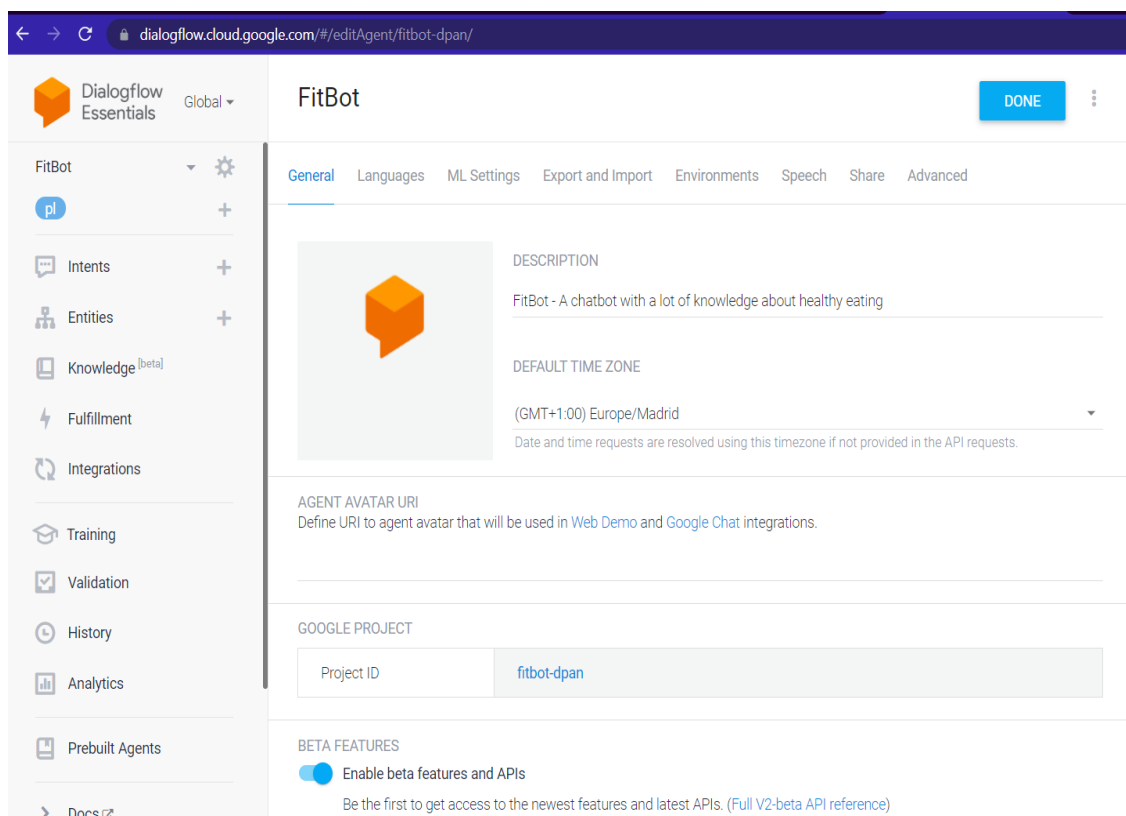 dialogflow.cloud.google.com/#/editAgent/fitbot-dpan/
Dialogflow
Essentials
Global
FitBot
pl
Intents
Entities
Knowledge [beta]
Fulfillment
Integrations
Training
Validation
History
Analytics
Prebuilt Agents
Docs
FitBot
DONE
General Languages ML Settings Export and Import Environments Speech Share Advanced
DESCRIPTION
FitBot - A chatbot with a lot of knowledge about healthy eating
DEFAULT TIME ZONE
(GMT+1:00) Europe/Madrid
Date and time requests are resolved using this timezone if not provided in the API requests.
AGENT AVATAR URI
Define URI to agent avatar that will be used in Web Demo and Google Chat integrations.
GOOGLE PROJECT
Project ID fitbot-dpan
BETA FEATURES
Enable beta features and APIs
Be the first to get access to the newest features and latest APIs. (Full V2-beta API reference)